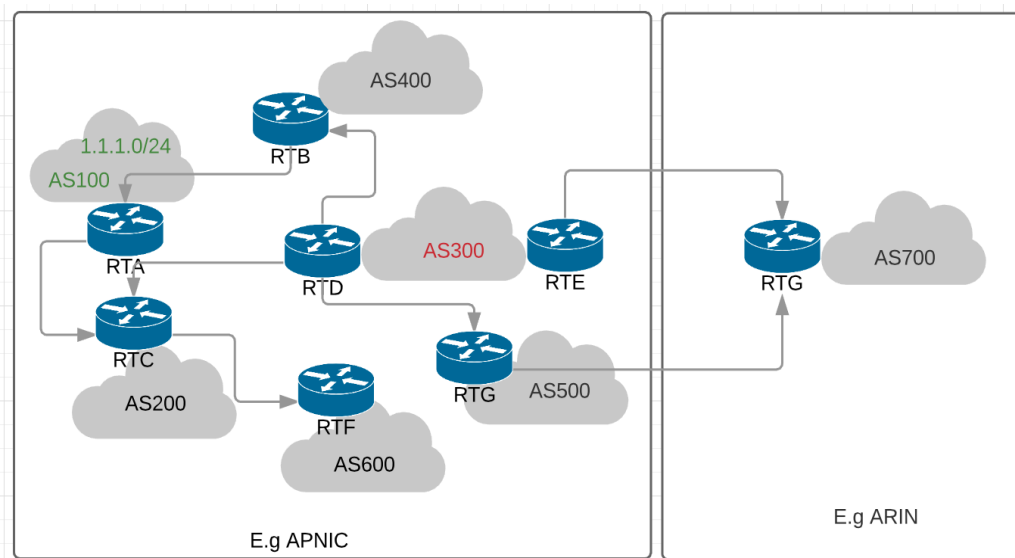 AS400
RTB
1.1.1.0/24
AS100
RTA
AS300
RTD
RTE
RTG
AS700
RTC
AS200
RTG
AS500
RTF
AS600
E.g APNIC
E.g ARIN